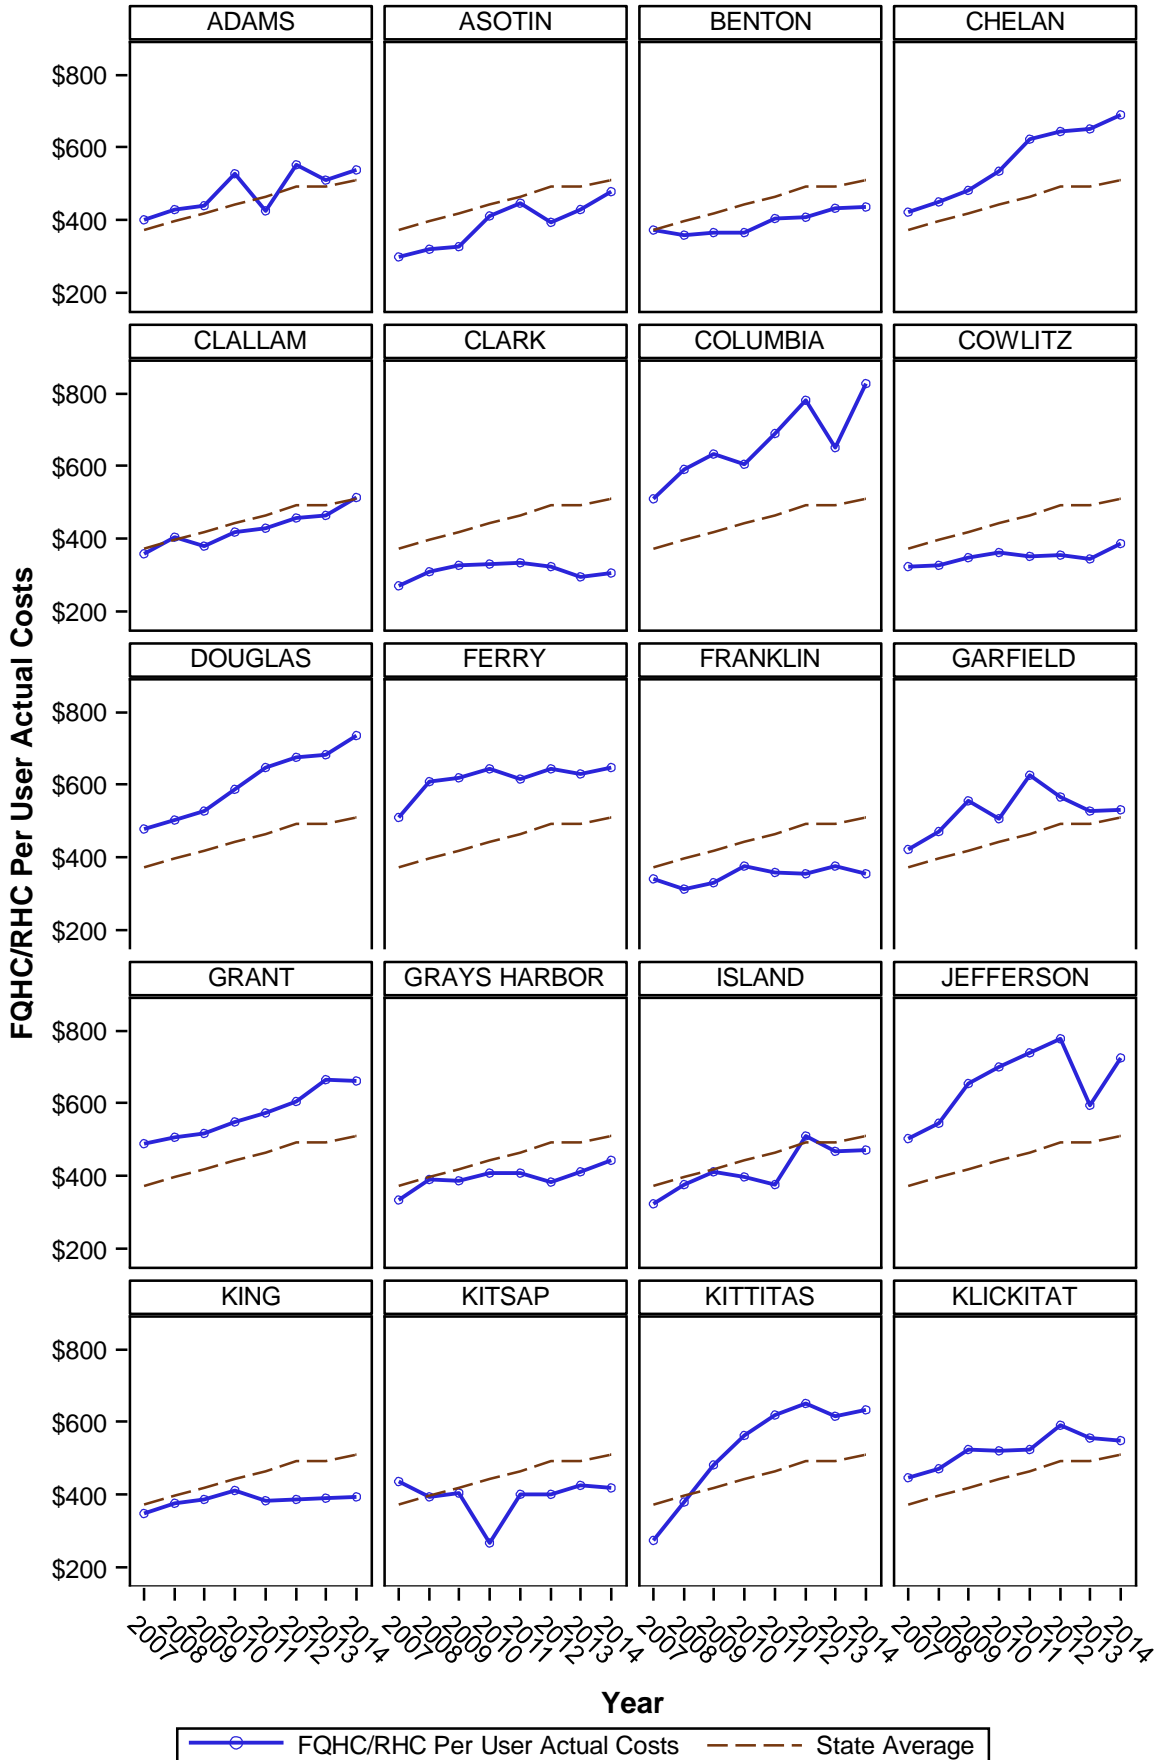 ADAMS ASOTIN BENTON CHELAN
$800
$600
$400
$200
CLALLAM CLARK COLUMBIA COWLITZ
$800
$600
$400
$200
DOUGLAS FERRY FRANKLIN GARFIELD
$800
$600
$400
$200
GRANT GRAYS HARBOR ISLAND JEFFERSON
$800
$600
$400
$200
KING KITSAP KITTITAS KLICKITAT
$800
$600
$400
$200
FQHC/RHC Per User Actual Costs
2007 2008 2009 2010 2011 2012 2013 2014 2007 2008 2009 2010 2011 2012 2013 2014 2007 2008 2009 2010 2011 2012 2013 2014 2007 2008 2009 2010 2011 2012 2013 2014
Year
FQHC/RHC Per User Actual Costs State Average